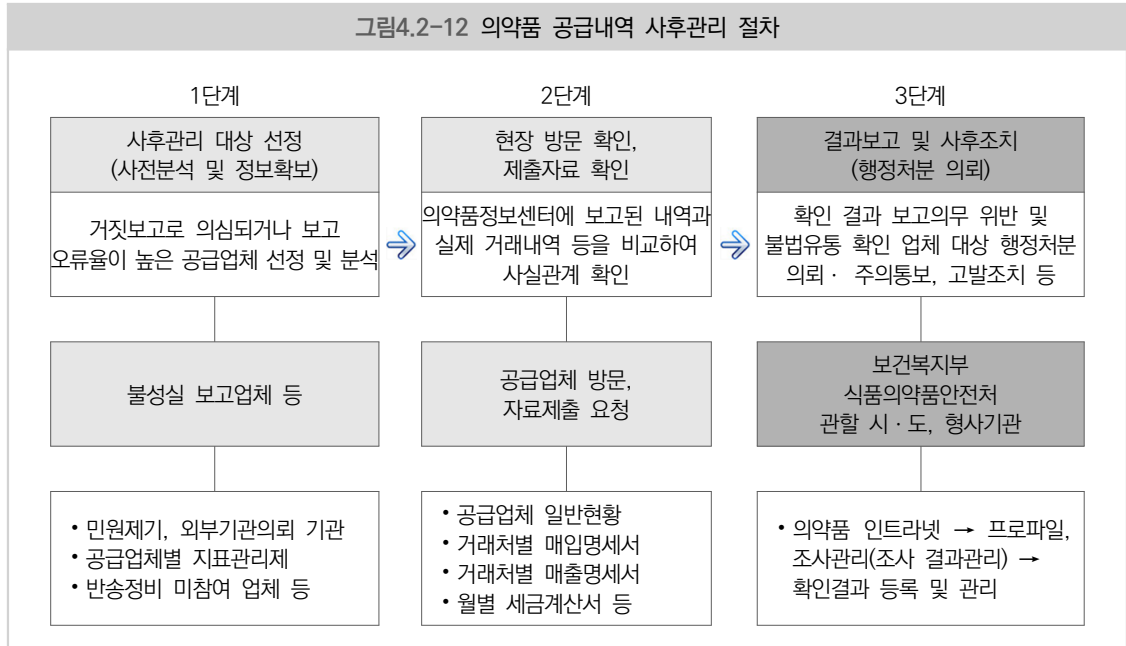 그림4.2-12 의약품 공급내역 사후관리 절차
1단계
사후관리 대상 선정
(사전분석 및 정보확보)
거짓보고로 의심되거나 보고
오류율이 높은 공급업체 선정 및 분석
불성실 보고업체 등
• 민원제기, 외부기관의뢰 기관
• 공급업체별 지표관리제
• 반송정비 미참여 업체 등
2단계
현장 방문 확인,
제출자료 확인
의약품정보센터에 보고된 내역과
실제 거래내역 등을 비교하여
사실관계 확인
공급업체 방문,
자료제출 요청
• 공급업체 일반현황
• 거래처별 매입명세서
• 거래처별 매출명세서
• 월별 세금계산서 등
3단계
결과보고 및 사후조치
(행정처분 의뢰)
확인 결과 보고의무 위반 및
불법유통 확인 업체 대상 행정처분
의뢰· 주의통보, 고발조치 등
보건복지부
식품의약품안전처
관할 시·도, 형사기관
• 의약품 인트라넷 → 프로파일,
조사관리(조사 결과관리) →
확인결과 등록 및 관리